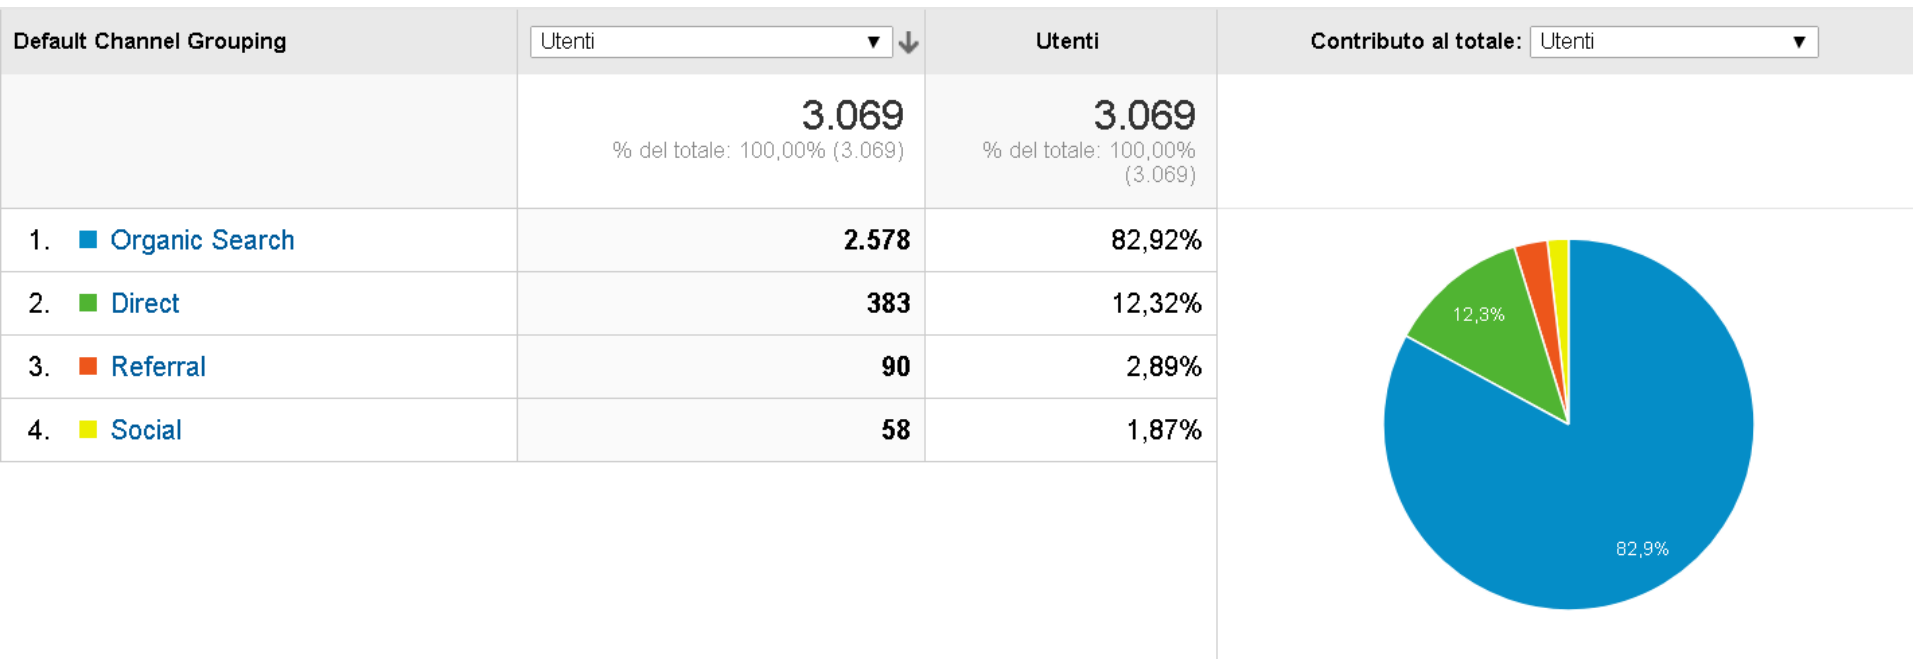 Default Channel Grouping
Utenti
Utenti
Contributo al totale: Utenti
3.069
% del totale: 100,00% (3.069)
3.069
% del totale: 100,00%
(3.069)
1. Organic Search 2.578 82,92%
2. Direct 383 12,32%
3. Referral 90 2,89%
4. Social 58 1,87%
12,3%
82,9%